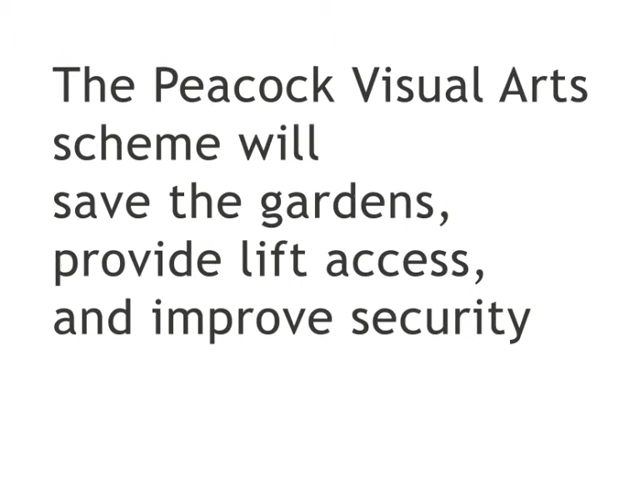 The Peacock Visual Arts
scheme will
save the gardens,
provide lift access,
and improve security